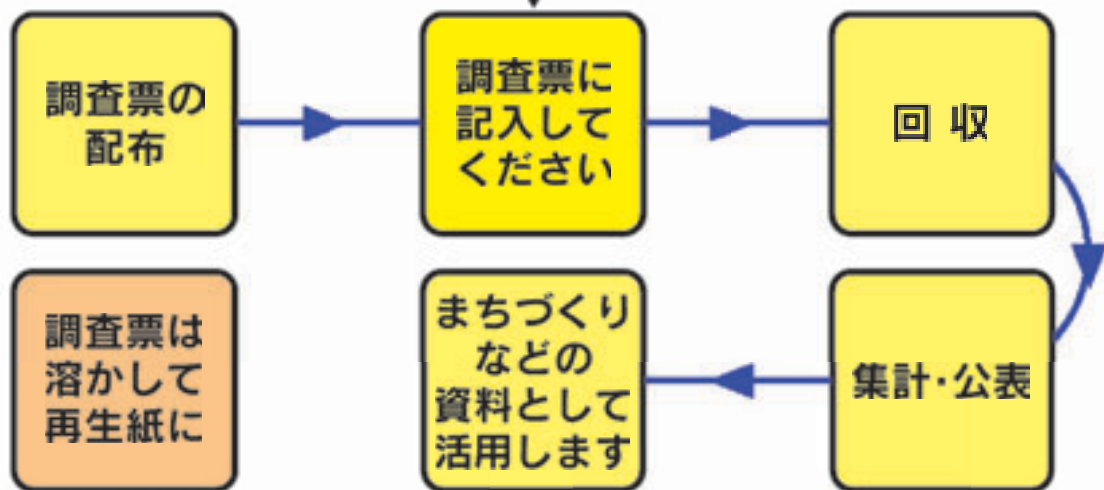 調査票の
配布
調査票に
記入して
ください
回収
集計・公表
まちづくり
などの
資料として
活用します
調査票は
溶かして
再生紙に